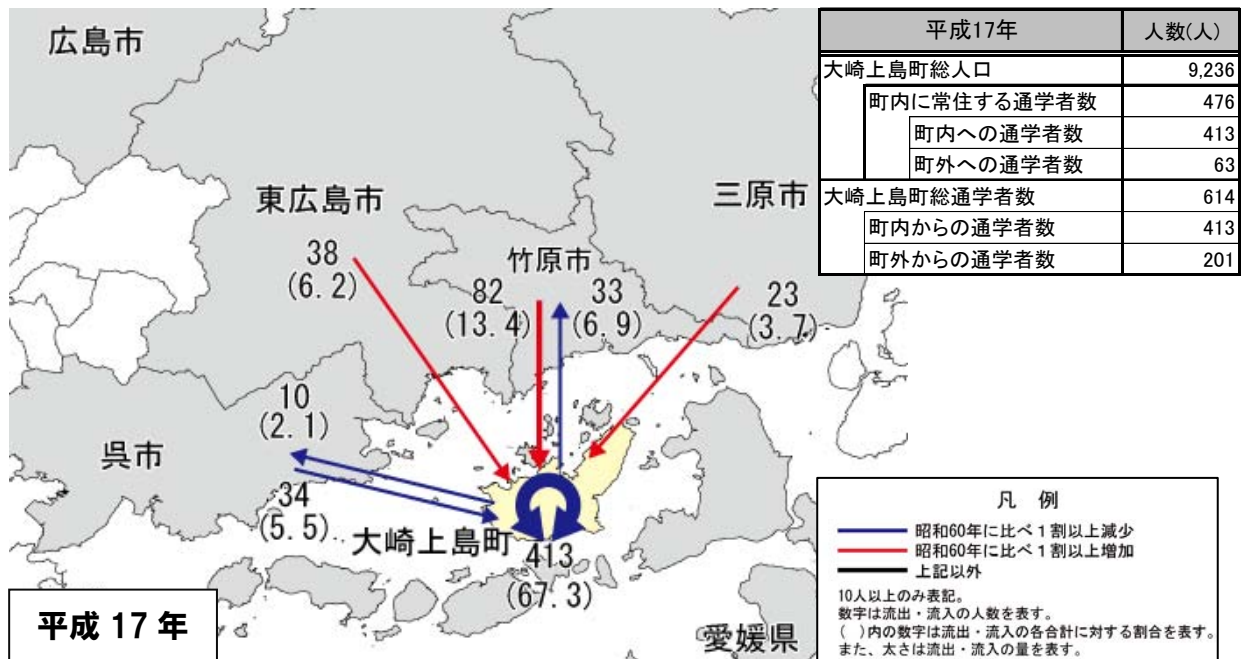 広島市
東広島市
三原市
38
(6.2)
竹原市
82
(13.4)
33
(6.9)
23
(3.7)
10
(2.1)
呉市
34
(5.5)
大崎上島町
413
(67.3)
愛媛県
平成 17 年
平成17年 人数(人)
大崎上島町総人口 9,236
町内に常住する通学者数 476
町内への通学者数 413
町外への通学者数 63
大崎上島町総通学者数 614
町内からの通学者数 413
町外からの通学者数 201
凡 例
昭和60年に比べ1割以上減少
昭和60年に比べ1割以上増加
上記以外
10人以上のみ表記。
数字は流出・流入の人数を表す。
( )内の数字は流出・流入の各合計に対する割合を表す。
また、太さは流出・流入の量を表す。